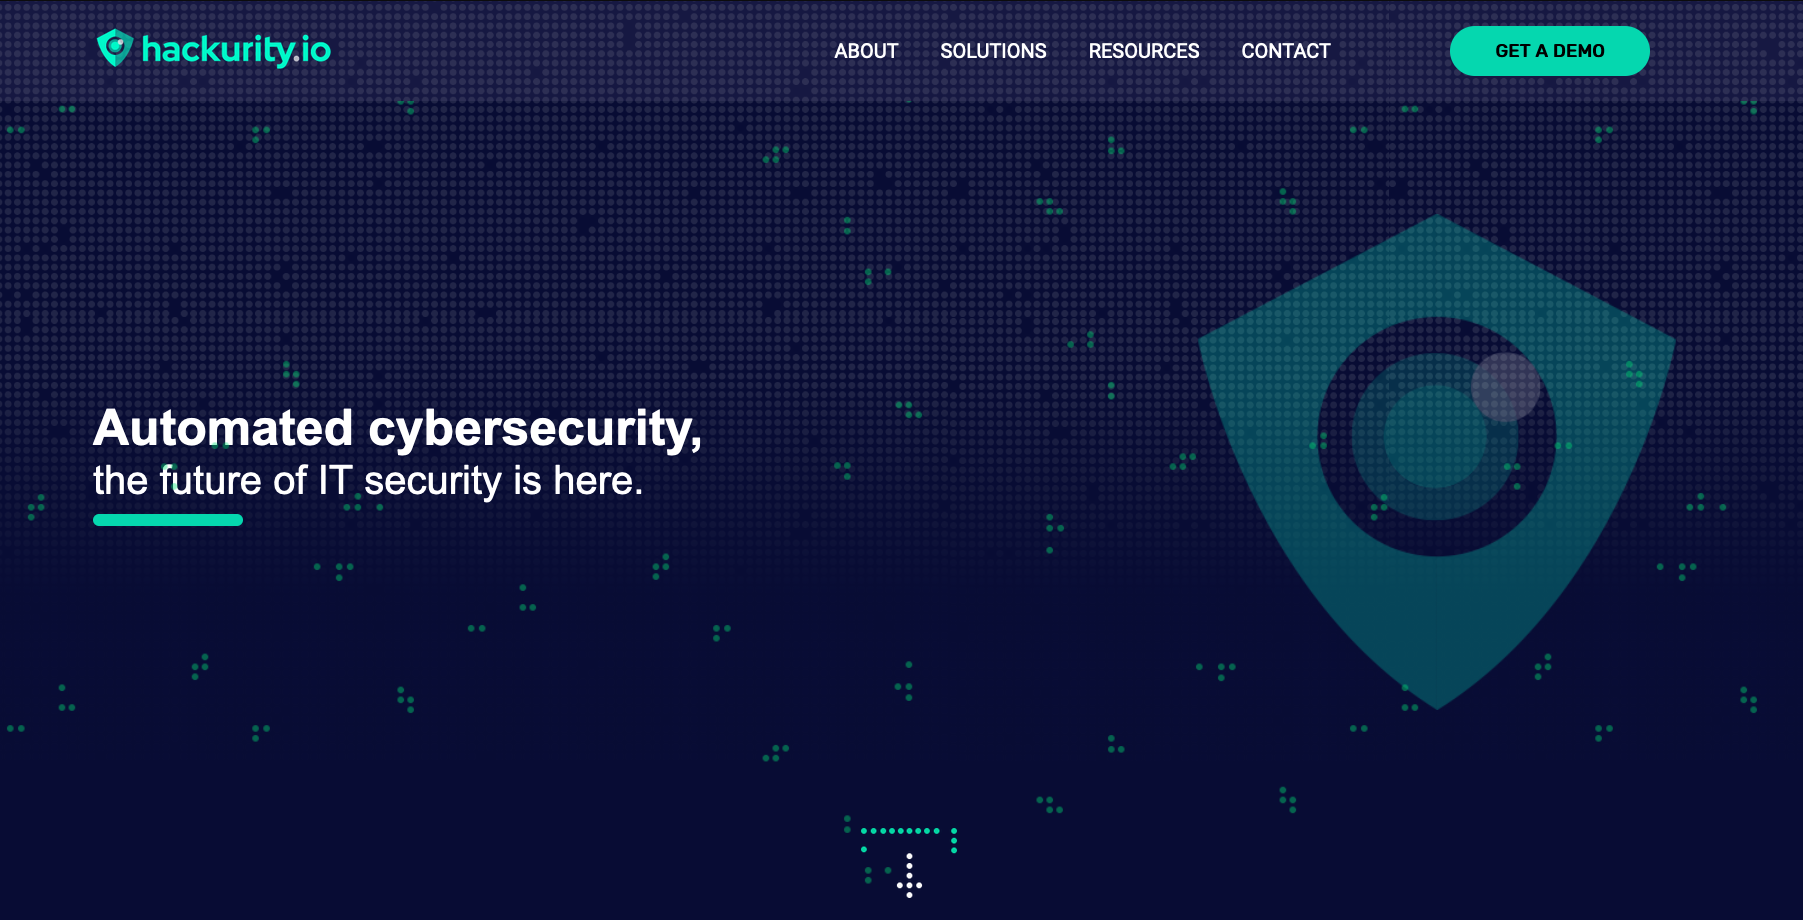 hackurity.io
ABOUT SOLUTIONS RESOURCES CONTACT
GET A DEMO
Automated cybersecurity,
the future of IT security is here.